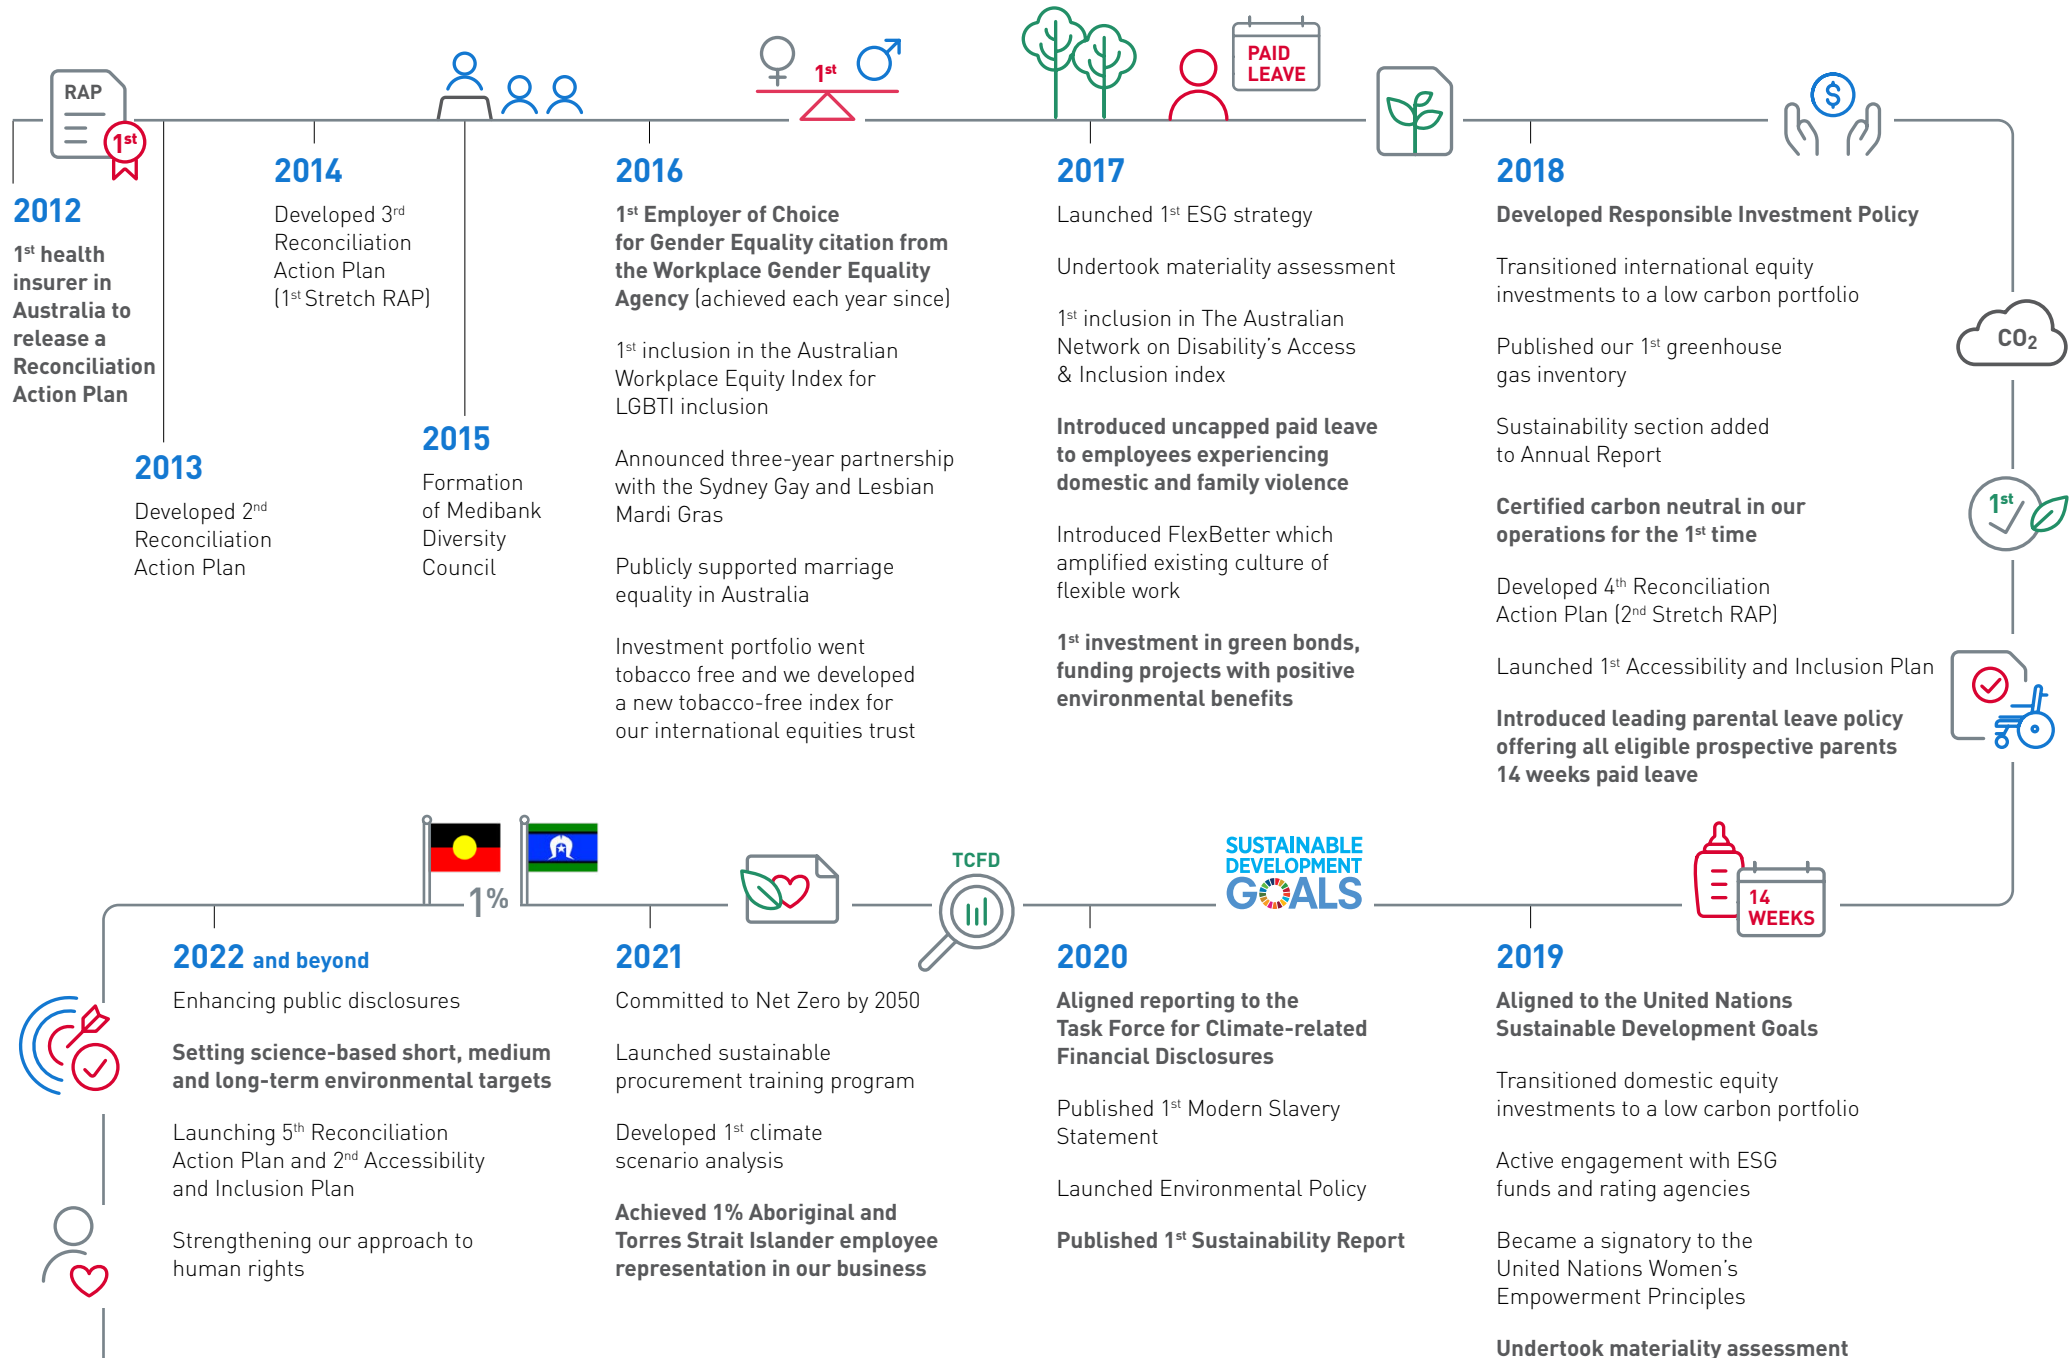 RAP
1st
2012
1st health
insurer in
Australia to
release a
Reconciliation
Action Plan
2013
Developed 2nd
Reconciliation
Action Plan
2014
Developed 3rd
Reconciliation
Action Plan
(1st Stretch RAP)
2015
Formation
of Medibank
Diversity
Council
1st
2016
1st Employer of Choice
for Gender Equality citation from
the Workplace Gender Equality
Agency (achieved each year since)
1st inclusion in the Australian
Workplace Equity Index for
LGBTI inclusion
Announced three-year partnership
with the Sydney Gay and Lesbian
Mardi Gras
Publicly supported marriage
equality in Australia
Investment portfolio went
tobacco free and we developed
a new tobacco-free index for
our international equities trust
PAID
LEAVE
2017
Launched 1st ESG strategy
Undertook materiality assessment
1st inclusion in The Australian
Network on Disability's Access
& Inclusion index
Introduced uncapped paid leave
to employees experiencing
domestic and family violence
Introduced FlexBetter which
amplified existing culture of
flexible work
1st investment in green bonds,
funding projects with positive
environmental benefits
$
2018
Developed Responsible Investment Policy
Transitioned international equity
investments to a low carbon portfolio
Published our 1st greenhouse
gas inventory
Sustainability section added
to Annual Report
Certified carbon neutral in our
operations for the 1st time
Developed 4th Reconciliation
Action Plan (2nd Stretch RAP)
Launched 1st Accessibility and Inclusion Plan
Introduced leading parental leave policy
offering all eligible prospective parents
14 weeks paid leave
CO2
1st
14
WEEKS
2019
Aligned to the United Nations
Sustainable Development Goals
Transitioned domestic equity
investments to a low carbon portfolio
Active engagement with ESG
funds and rating agencies
Became a signatory to the
United Nations Women's
Empowerment Principles
Undertook materiality assessment
SUSTAINABLE
DEVELOPMENT
GOALS
2020
Aligned reporting to the
Task Force for Climate-related
Financial Disclosures
Published 1st Modern Slavery
Statement
Launched Environmental Policy
Published 1st Sustainability Report
TCFD
2021
Committed to Net Zero by 2050
Launched sustainable
procurement training program
Developed 1st climate
scenario analysis
Achieved 1% Aboriginal and
Torres Strait Islander employee
representation in our business
1%
2022 and beyond
Enhancing public disclosures
Setting science-based short, medium
and long-term environmental targets
Launching 5th Reconciliation
Action Plan and 2nd Accessibility
and Inclusion Plan
Strengthening our approach to
human rights